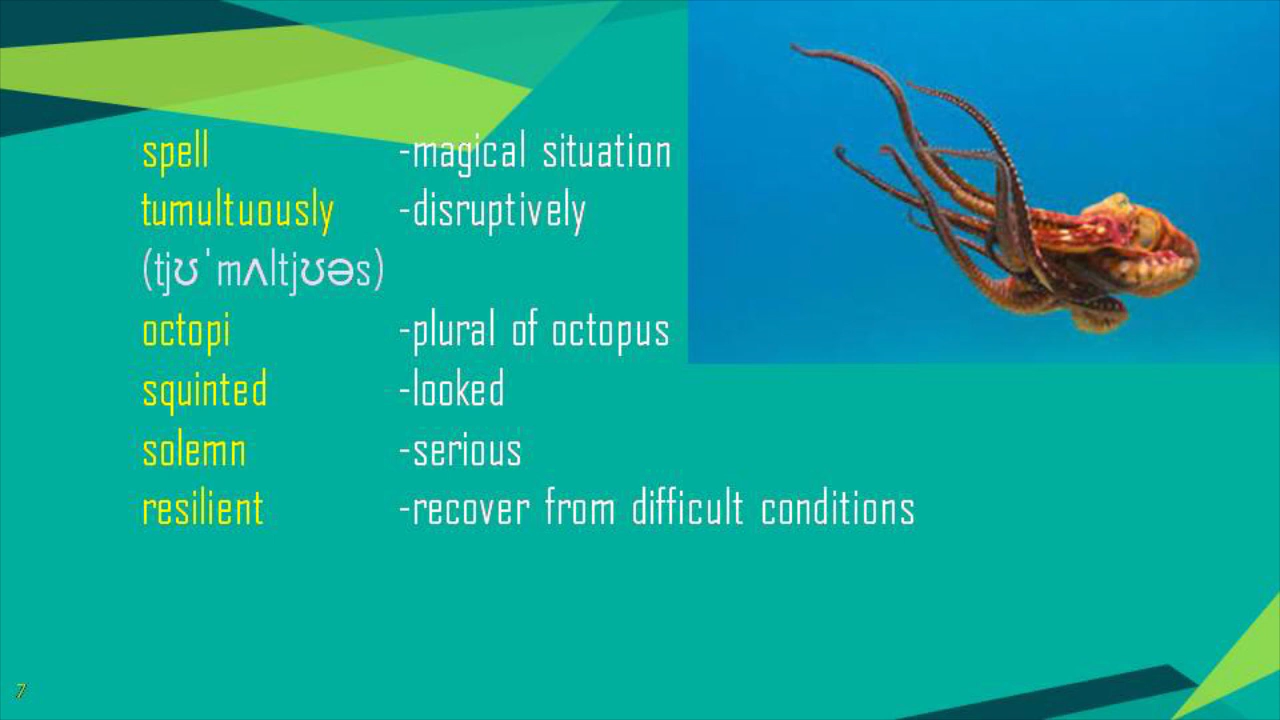 spell -magical situation
tumultuously -disruptively
(tjʊˈmʌltjʊəs)
octopi -plural of octopus
squinted -looked
solemn -serious
resilient -recover from difficult conditions
7